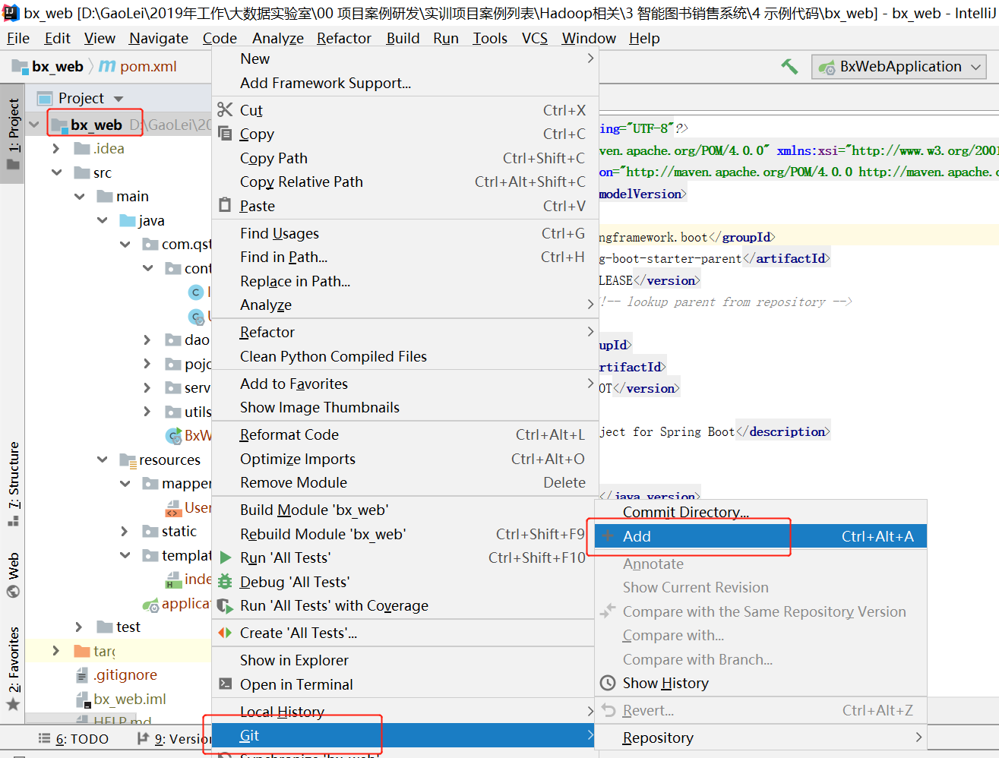 bx_web [D:\GaoLei\2019年工作\大数据实验室\00 项目案例研发\实训项目案例列表\Hadoop相关\3 智能图书销售系统\4 示例代码\bx_web] - bx_web - IntelliJ
File Edit View Navigate Code Analyze Refactor Build Run Tools VCS Window Help
bx_web pom.xml
BxWebApplication
1: Project
7: Structure
Web
2: Favorites
Project
bx_web D:\GaoLei\20
.idea
src
main
java
com.qst
cont
dao
pojo
serv
utils
BxW
resources
mapper
User
static
templat
inde
applicat
test
targ
.gitignore
bx_web.iml
HELP.md
6: TODO 9: Version
New
Add Framework Support...
Cut Ctrl+X
Copy Ctrl+C
Copy Path Ctrl+Shift+C
Copy Relative Path Ctrl+Alt+Shift+C
Paste Ctrl+V
Find Usages Ctrl+G
Find in Path... Ctrl+H
Replace in Path...
Analyze
Refactor
Clean Python Compiled Files
Add to Favorites
Show Image Thumbnails
Reformat Code Ctrl+Alt+L
Optimize Imports Ctrl+Alt+O
Remove Module Delete
Build Module 'bx_web'
Rebuild Module 'bx_web' Ctrl+Shift+F9
Run 'All Tests' Ctrl+Shift+F10
Debug 'All Tests'
Run 'All Tests' with Coverage
Create 'All Tests'...
Show in Explorer
Open in Terminal
Local History
Git
Synchronize 'bx_web'
ing="UTF-8"?>
ven.apache.org/POM/4.0.0" xmlns:xsi="http://www.w3.org/2001
on="http://maven.apache.org/POM/4.0.0 http://maven.apache.o
modelVersion>
ngframework.boot</groupId>
g-boot-starter-parent</artifactId>
LEASE</version>
!-- lookup parent from repository -->
upId>
rtifactId>
OT</version>
ject for Spring Boot</description>
</java.version>
Commit Directory...
Add Ctrl+Alt+A
Annotate
Show Current Revision
Compare with the Same Repository Version
Compare with...
Compare with Branch...
Show History
Revert... Ctrl+Alt+Z
Repository